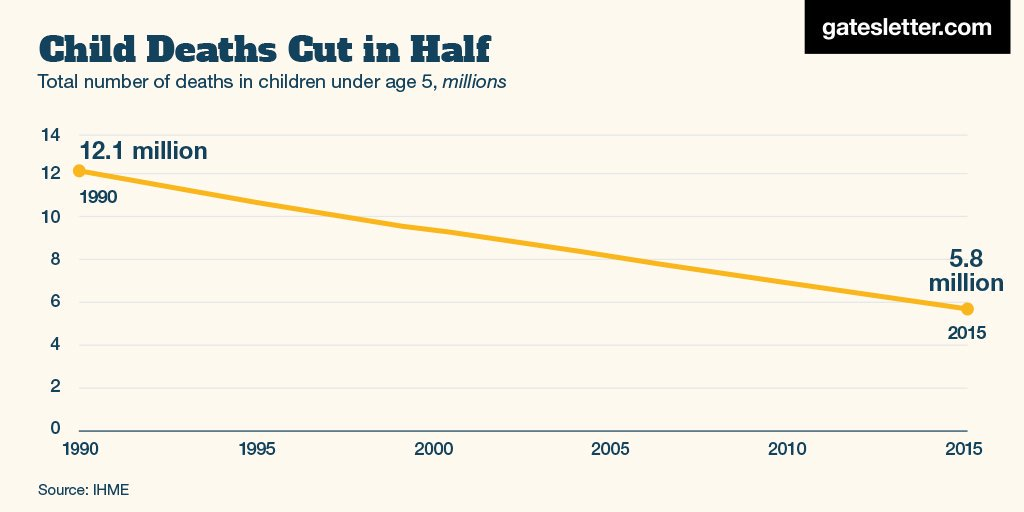 gatesletter.com
Child Deaths Cut in Half
Total number of deaths in children under age 5, millions
14
12.1 million
12
1990
10
8
5.8
million
6
2015
4
2
0
1990 1995 2000 2005 2010 2015
Source: IHME